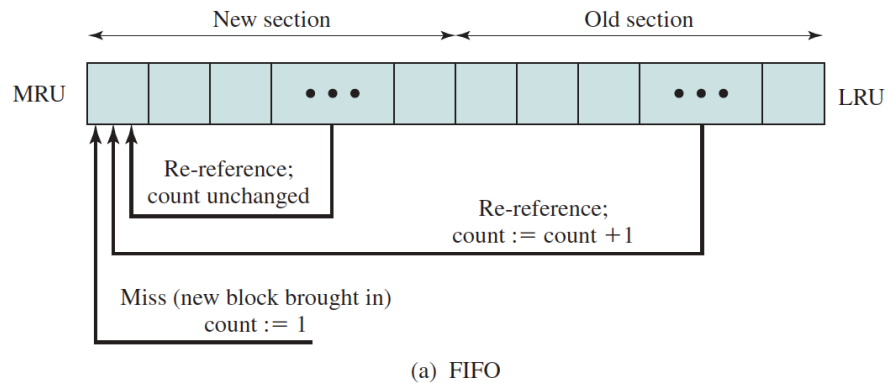 New section
Old section
MRU
LRU
Re-reference;
count unchanged
Re-reference;
count := count +1
Miss (new block brought in)
count := 1
(a) FIFO